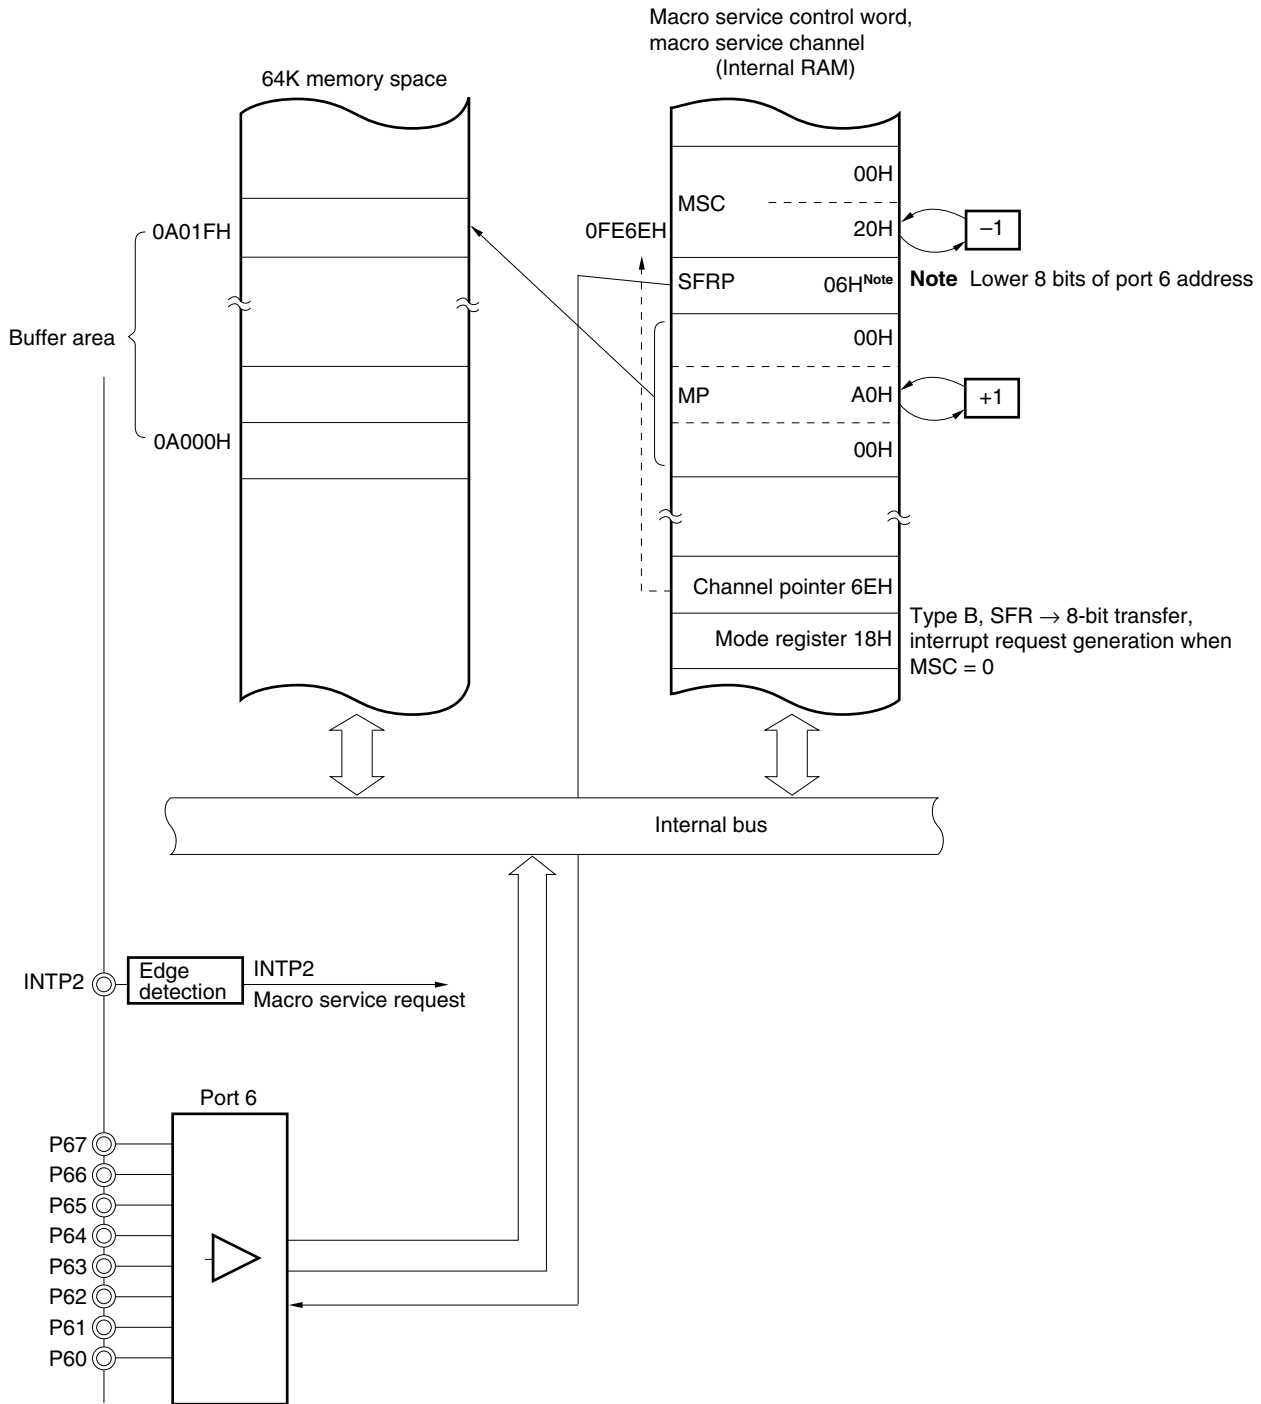 Macro service control word,
macro service channel
(Internal RAM)
64K memory space
00H
MSC
0A01FH
0FE6EH
20H
–1
SFRP
06H^Note
Note Lower 8 bits of port 6 address
Buffer area
00H
MP
A0H
+1
0A000H
00H
Channel pointer 6EH
Mode register 18H
Type B, SFR → 8-bit transfer,
interrupt request generation when
MSC = 0
Internal bus
INTP2
Edge
detection
INTP2
Macro service request
Port 6
P67
P66
P65
P64
P63
P62
P61
P60